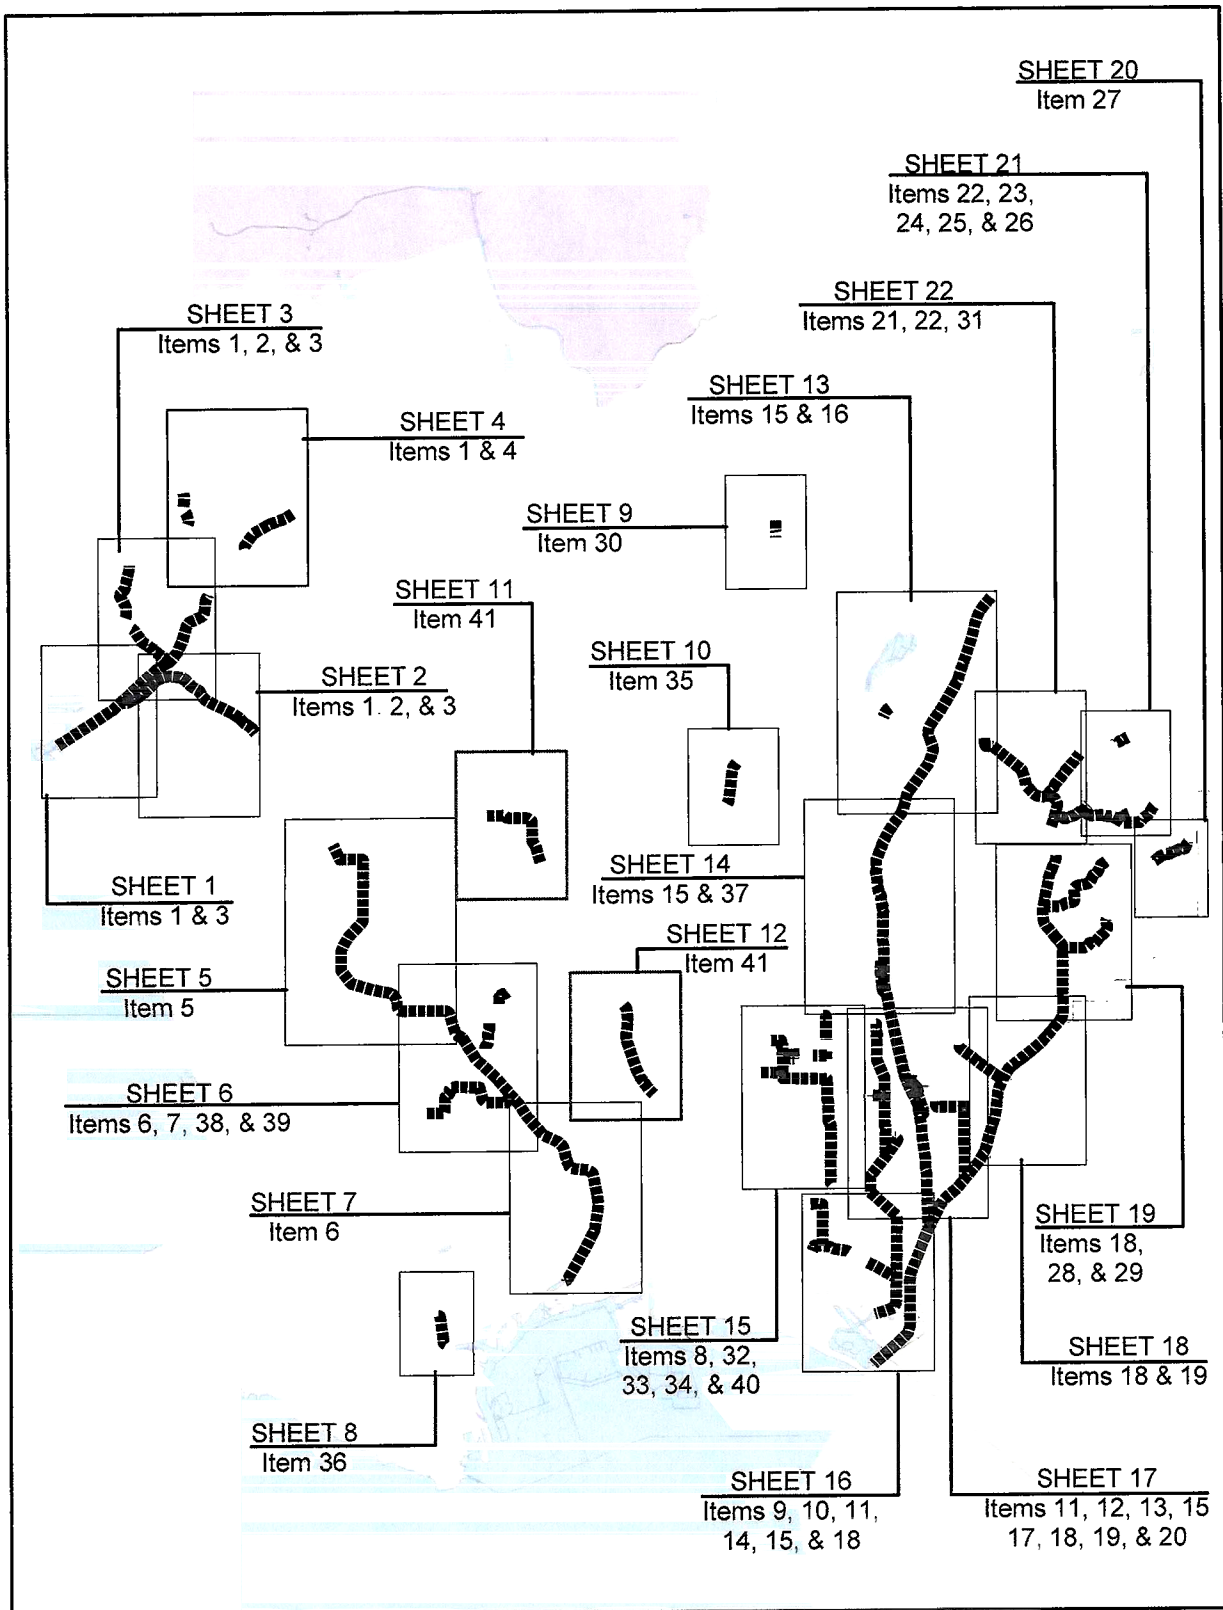 SHEET 20
Item 27
SHEET 21
Items 22, 23,
24, 25, & 26
SHEET 22
Items 21, 22, 31
SHEET 3
Items 1, 2, & 3
SHEET 13
Items 15 & 16
SHEET 4
Items 1 & 4
SHEET 9
Item 30
SHEET 11
Item 41
SHEET 10
Item 35
SHEET 2
Items 1. 2, & 3
SHEET 14
Items 15 & 37
SHEET 1
Items 1 & 3
SHEET 12
Item 41
SHEET 5
Item 5
SHEET 6
Items 6, 7, 38, & 39
SHEET 7
Item 6
SHEET 19
Items 18,
28, & 29
SHEET 15
Items 8, 32,
33, 34, & 40
SHEET 18
Items 18 & 19
SHEET 8
Item 36
SHEET 16
Items 9, 10, 11,
14, 15, & 18
SHEET 17
Items 11, 12, 13, 15
17, 18, 19, & 20